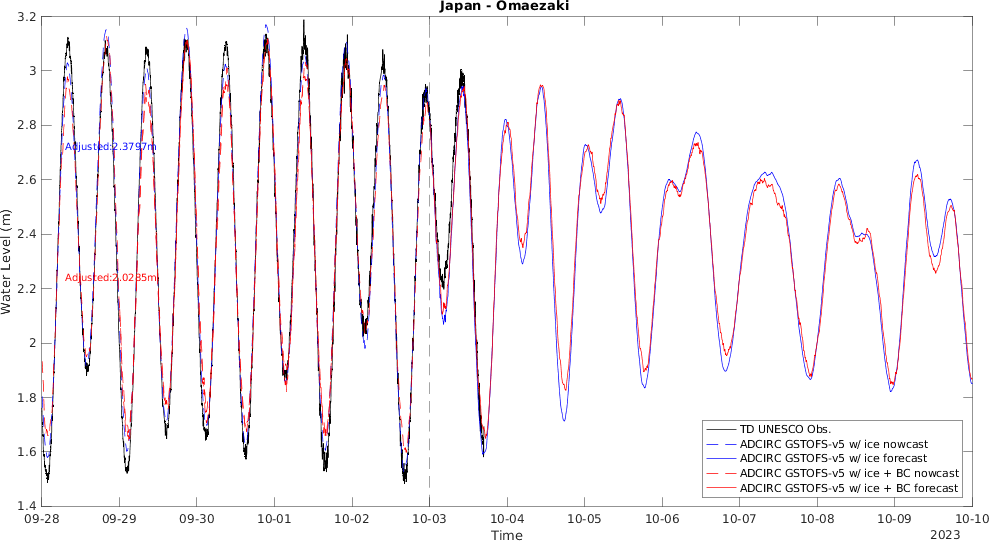 Japan - Omaezaki
3.2
3
2.8
2.6
2.4
2.2
2
1.8
1.6
1.4
Water Level (m)
Adjusted:2.3797m
Adjusted:2.0285m
TD UNESCO Obs.
ADCIRC GSTOFS-v5 w/ ice nowcast
ADCIRC GSTOFS-v5 w/ ice forecast
ADCIRC GSTOFS-v5 w/ ice + BC nowcast
ADCIRC GSTOFS-v5 w/ ice + BC forecast
09-28 09-29 09-30 10-01 10-02 10-03 10-04 10-05 10-06 10-07 10-08 10-09 10-10
Time
2023